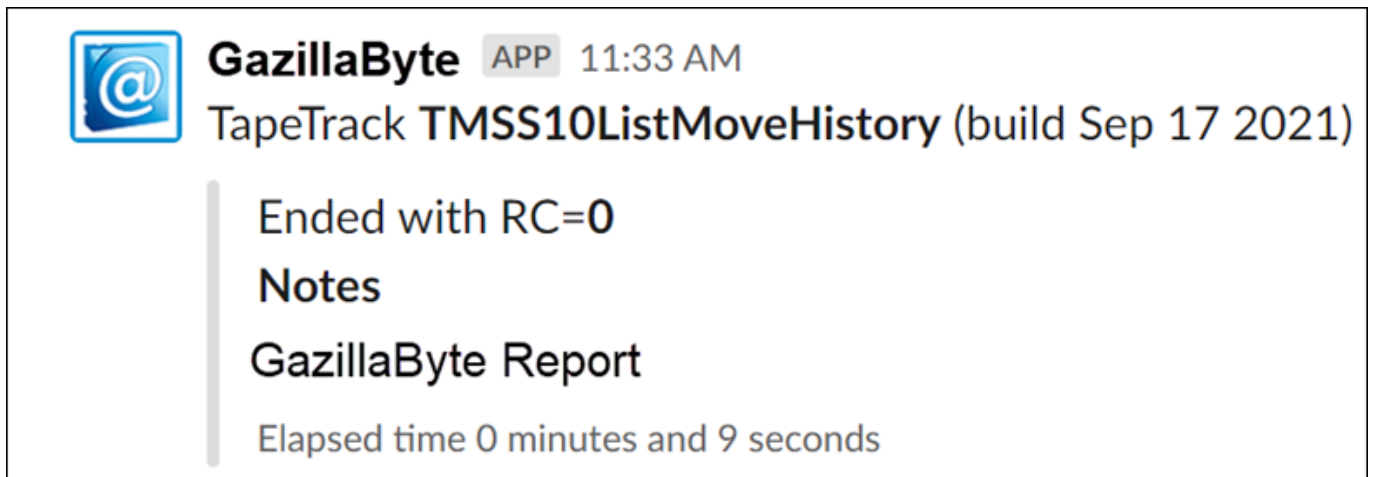 GazillaByte APP 11:33 AM
TapeTrack TMSS10ListMoveHistory (build Sep 17 2021)
Ended with RC=0
Notes
GazillaByte Report
Elapsed time 0 minutes and 9 seconds